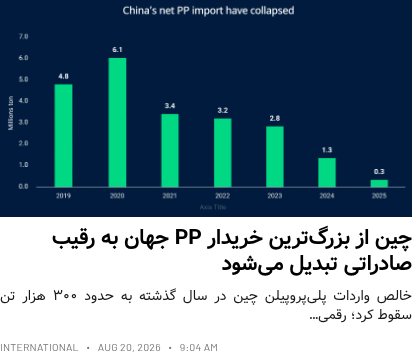 China's net PP import have collapsed
7.0
6.0
5.0
4.0
3.0
2.0
1.0
0.0
Millions ton
4.8
6.1
3.4
3.2
2.8
1.3
0.3
2019
2020
2021
2022
2023
2024
2025
Axis Title
چین از بزرگ‌ترین خریدار PP جهان به رقیب
صادراتی تبدیل می‌شود
خالص واردات پلی‌پروپیلن چین در سال گذشته به حدود ۳۰۰ هزار تن
سقوط کرد؛ رقمی...
INTERNATIONAL • AUG 20, 2026 • 9:04 AM